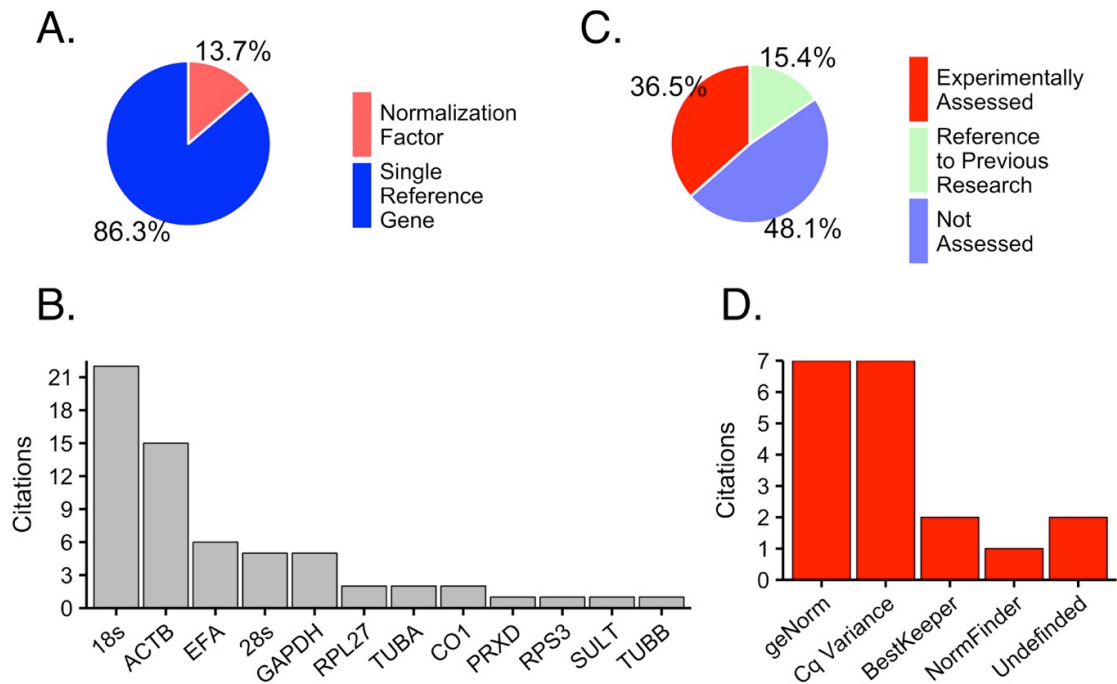 A.
13.7%
86.3%
Normalization
Factor
Single
Reference
Gene
C.
15.4%
36.5%
48.1%
Experimentally
Assessed
Reference
to Previous
Research
Not
Assessed
B.
Citations
21
18
15
12
9
6
3
0
18s
ACTB
EFA
28s
GAPDH
RPL27
TUBA
CO1
PRXD
RPS3
SULT
TUBB
D.
Citations
7
6
5
4
3
2
1
0
geNorm
Cq Variance
BestKeeper
NormFinder
Undefinded